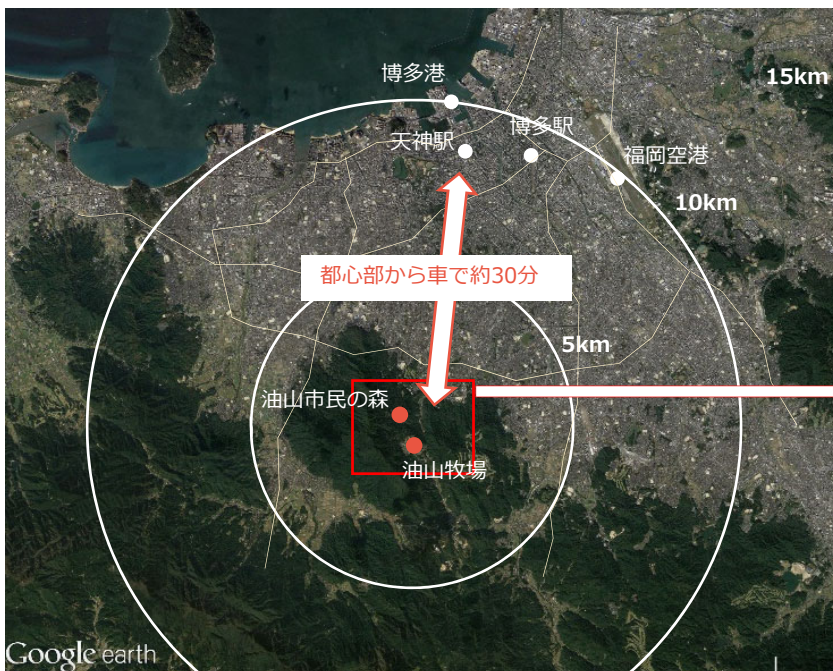 博多港
15km
天神駅
博多駅
福岡空港
10km
都心部から車で約30分
5km
油山市民の森
油山牧場
Google earth